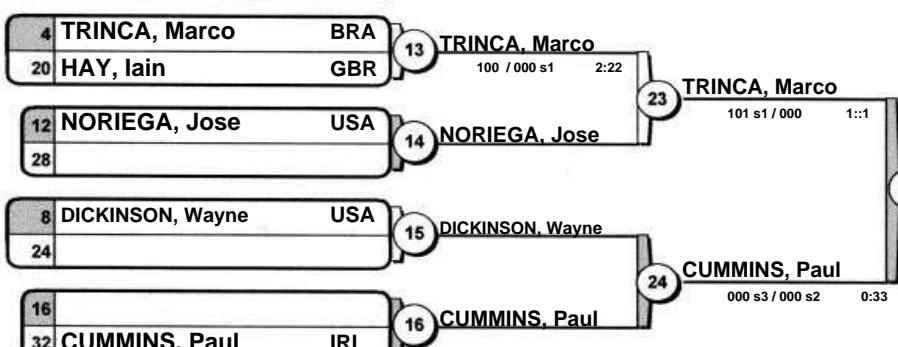 4 TRINCA, Marco BRA
20 HAY, Iain GBR
13 TRINCA, Marco
100 / 000 s1 2:22
23 TRINCA, Marco
101 s1 / 000 1::1
12 NORIEGA, Jose USA
28
14 NORIEGA, Jose
8 DICKINSON, Wayne USA
24
15 DICKINSON, Wayne
24 CUMMINS, Paul
000 s3 / 000 s2 0:33
16
32 CUMMINS, Paul IRL
16 CUMMINS, Paul